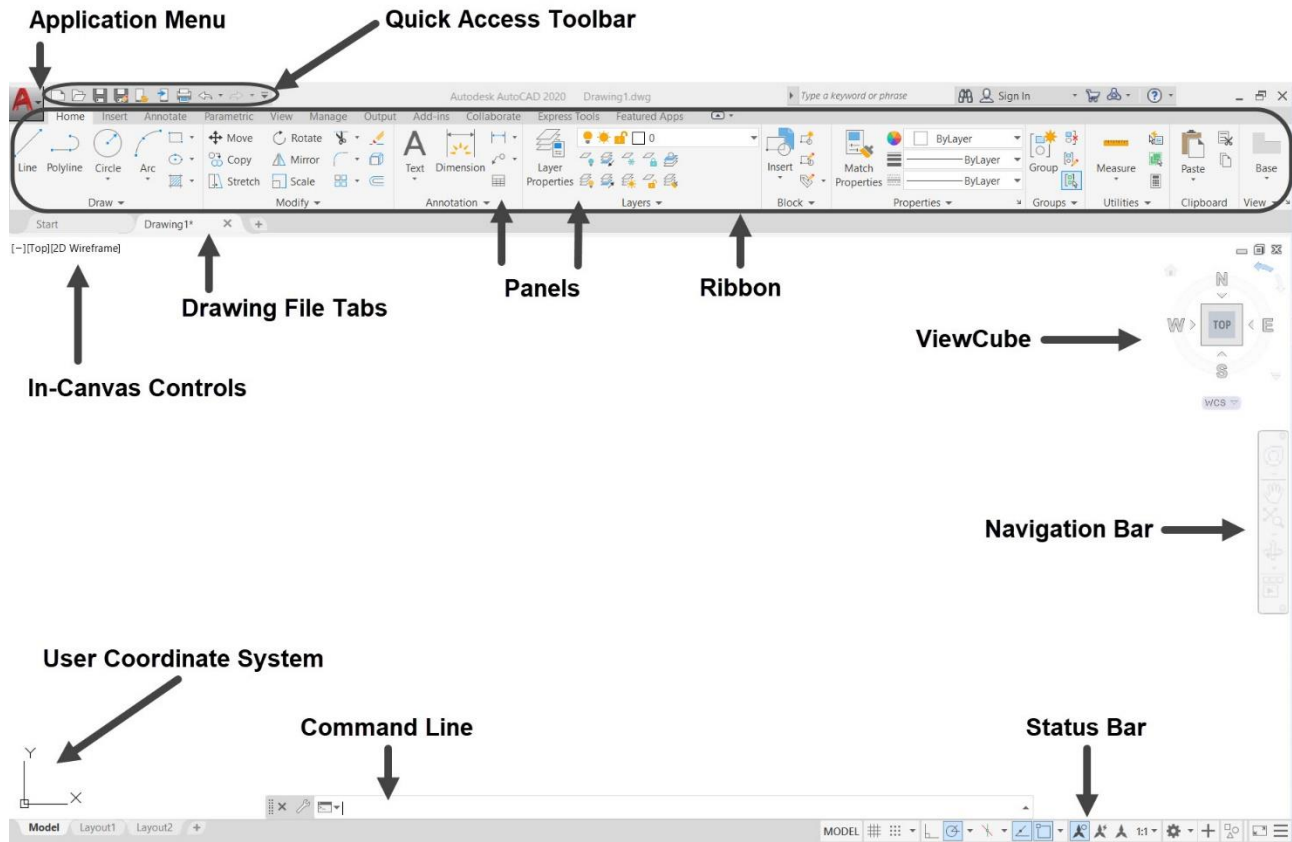 Application Menu
Quick Access Toolbar
Autodesk AutoCAD 2020 Drawing1.dwg
Type a keyword or phrase
Sign In
Home Insert Annotate Parametric View Manage Output Add-ins Collaborate Express Tools Featured Apps
Line Polyline Circle Arc
Move Rotate
Copy Mirror
Stretch Scale
Text Dimension
Layer
Properties
0
Insert
Match
Properties
ByLayer
ByLayer
ByLayer
Group
Measure
Paste
Base
Draw Modify Annotation Layers Block Properties Groups Utilities Clipboard View
Start Drawing1*
[−][Top][2D Wireframe]
Panels
Ribbon
Drawing File Tabs
In-Canvas Controls
ViewCube
N
W TOP E
S
WCS
Navigation Bar
User Coordinate System
Command Line
Status Bar
Y
X
Model Layout1 Layout2
MODEL
1:1